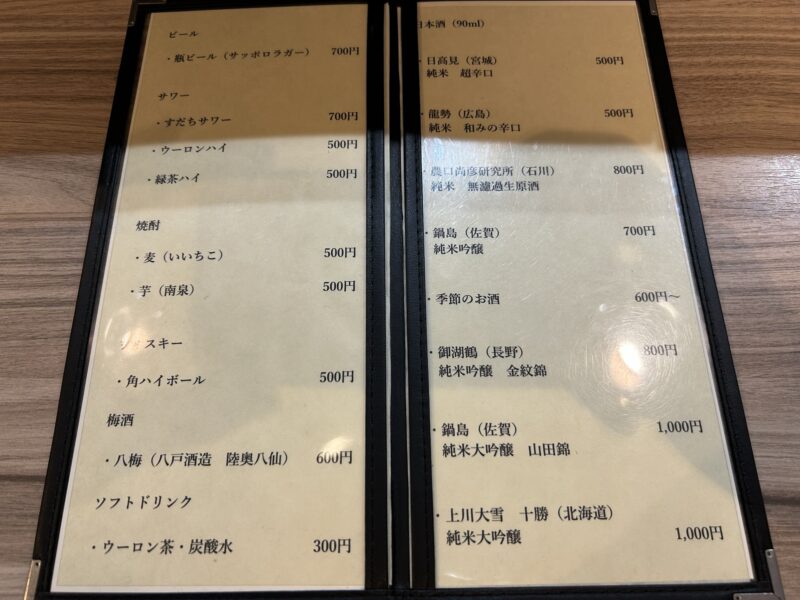 ビール
・瓶ビール（サッポロラガー） 700円
サワー
・すだちサワー 700円
・ウーロンハイ 500円
・緑茶ハイ 500円
焼酎
・麦（いいちこ） 500円
・芋（南泉） 500円
ウイスキー
・角ハイボール 500円
梅酒
・八梅（八戸酒造 陸奥八仙） 600円
ソフトドリンク
・ウーロン茶・炭酸水 300円
日本酒（90ml）
・日高見（宮城） 500円
純米 超辛口
・龍勢（広島） 500円
純米 和みの辛口
・農口尚彦研究所（石川） 800円
純米 無濾過生原酒
・鍋島（佐賀） 700円
純米吟醸
・季節のお酒 600円〜
・御湖鶴（長野） 800円
純米吟醸 金紋錦
・鍋島（佐賀） 1,000円
純米大吟醸 山田錦
・上川大雪 十勝（北海道）
純米大吟醸 1,000円